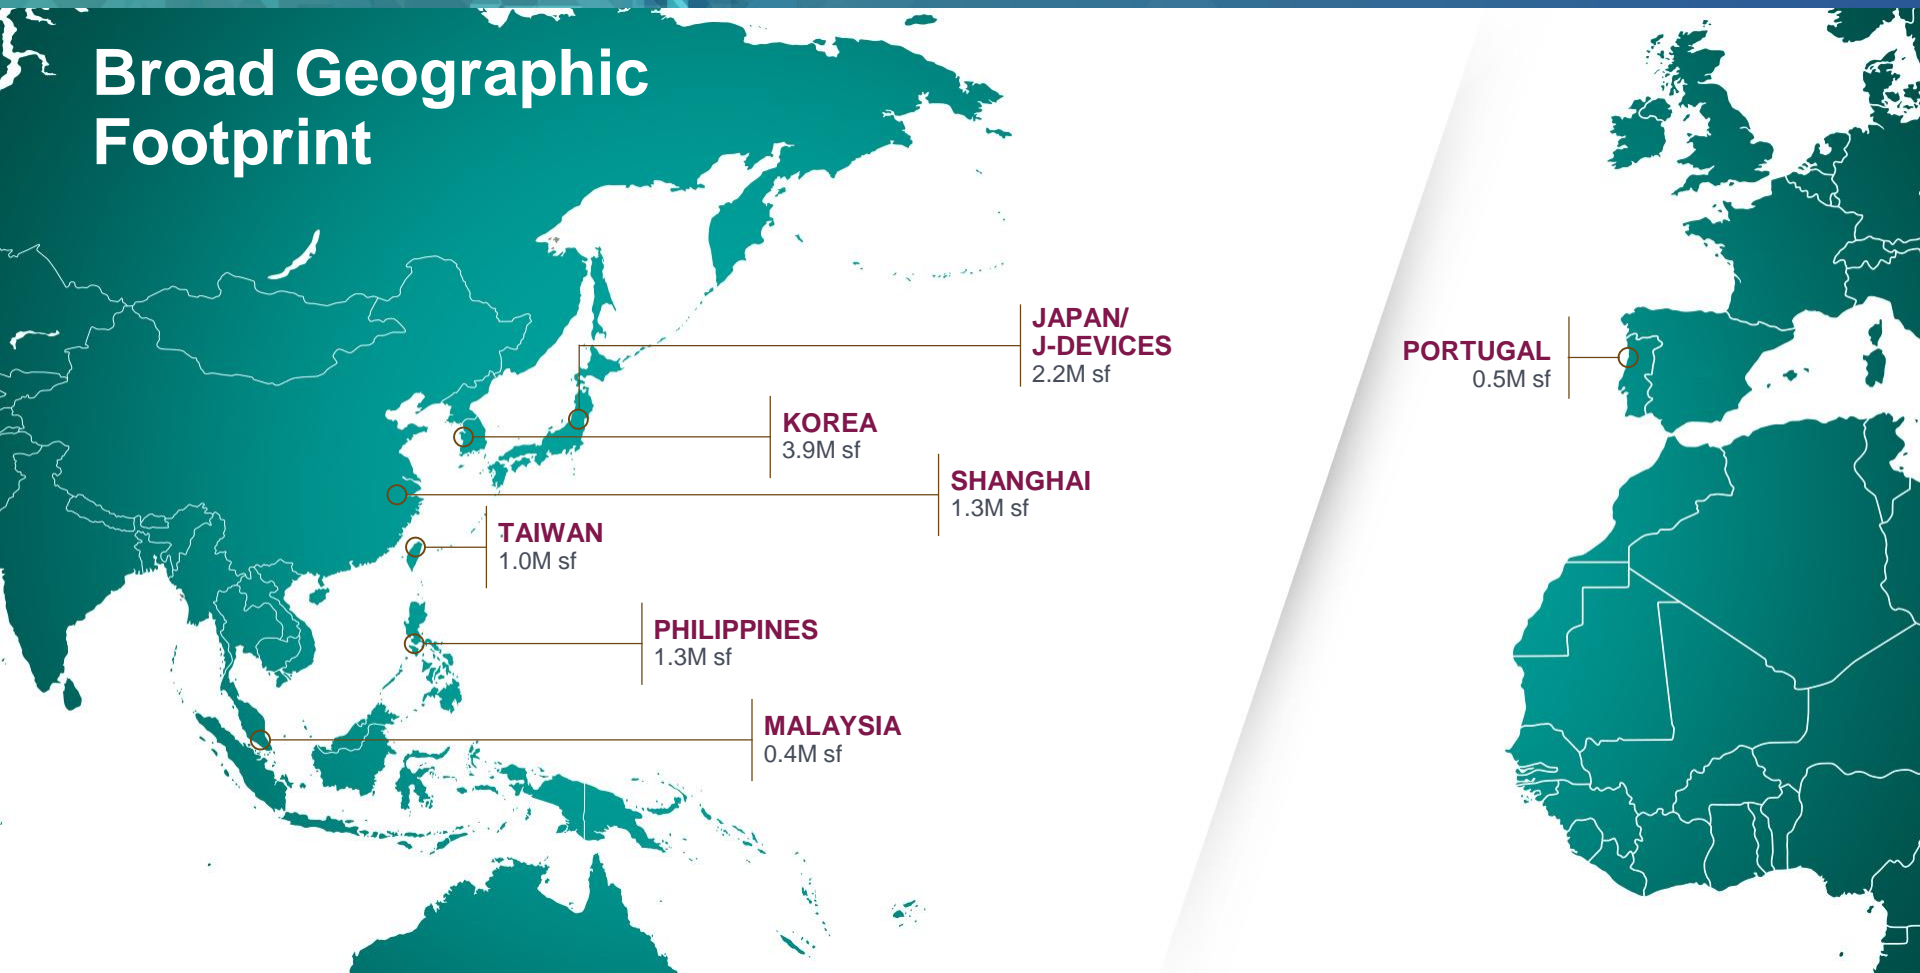 Broad Geographic
Footprint
JAPAN/
J-DEVICES
2.2M sf
KOREA
3.9M sf
SHANGHAI
1.3M sf
TAIWAN
1.0M sf
PHILIPPINES
1.3M sf
MALAYSIA
0.4M sf
PORTUGAL
0.5M sf